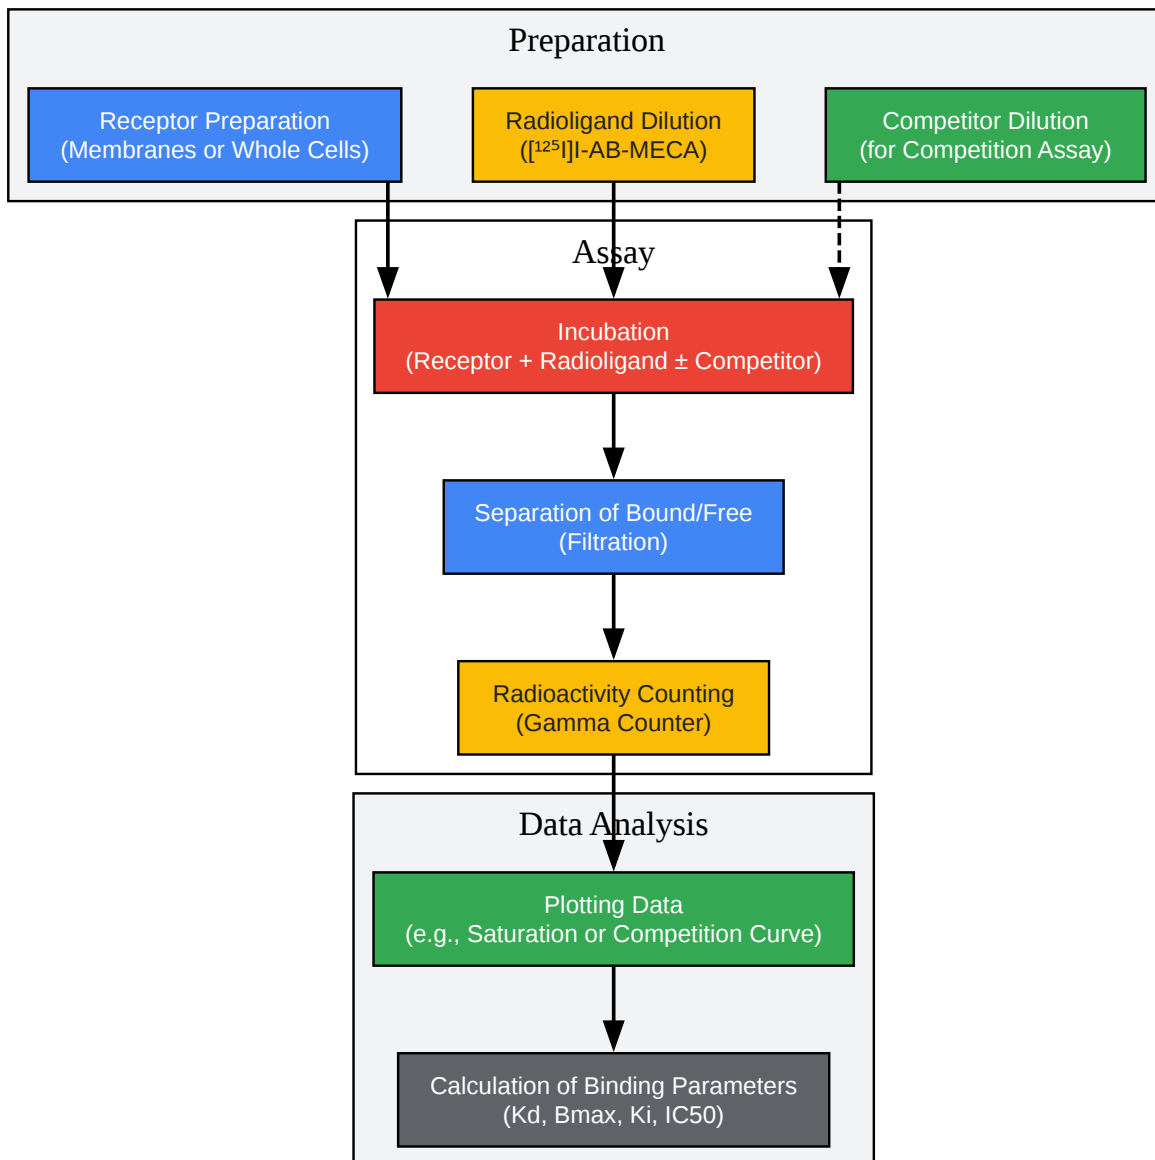 Preparation
Receptor Preparation
(Membranes or Whole Cells)
Radioligand Dilution
([¹²⁵I]I-AB-MECA)
Competitor Dilution
(for Competition Assay)
Assay
Incubation
(Receptor + Radioligand ± Competitor)
Separation of Bound/Free
(Filtration)
Radioactivity Counting
(Gamma Counter)
Data Analysis
Plotting Data
(e.g., Saturation or Competition Curve)
Calculation of Binding Parameters
(Kd, Bmax, Ki, IC50)